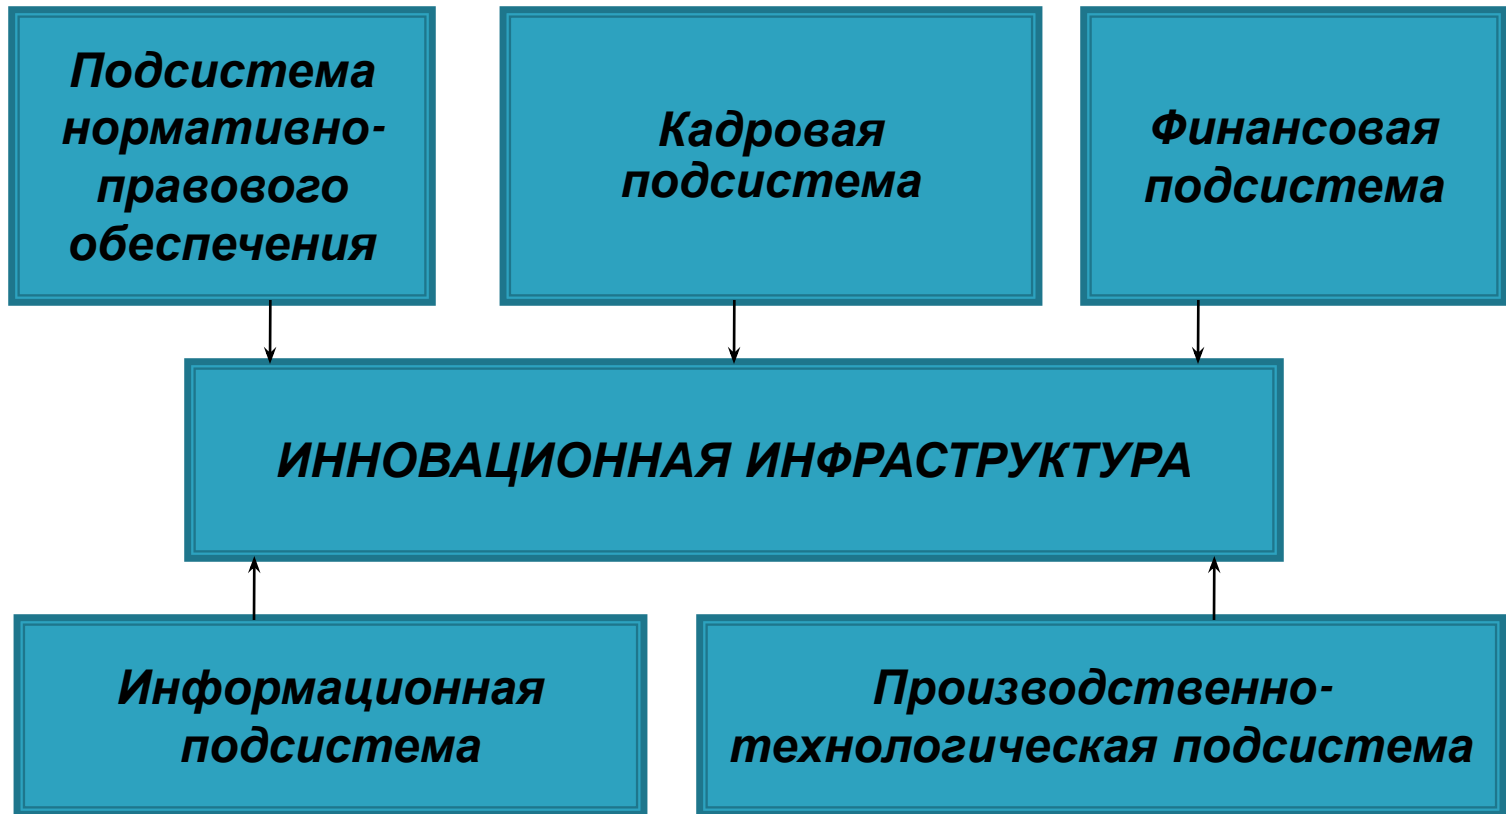 Подсистема
нормативно-
правового
обеспечения
Кадровая
подсистема
Финансовая
подсистема
ИННОВАЦИОННАЯ ИНФРАСТРУКТУРА
Информационная
подсистема
Производственно-
технологическая подсистема